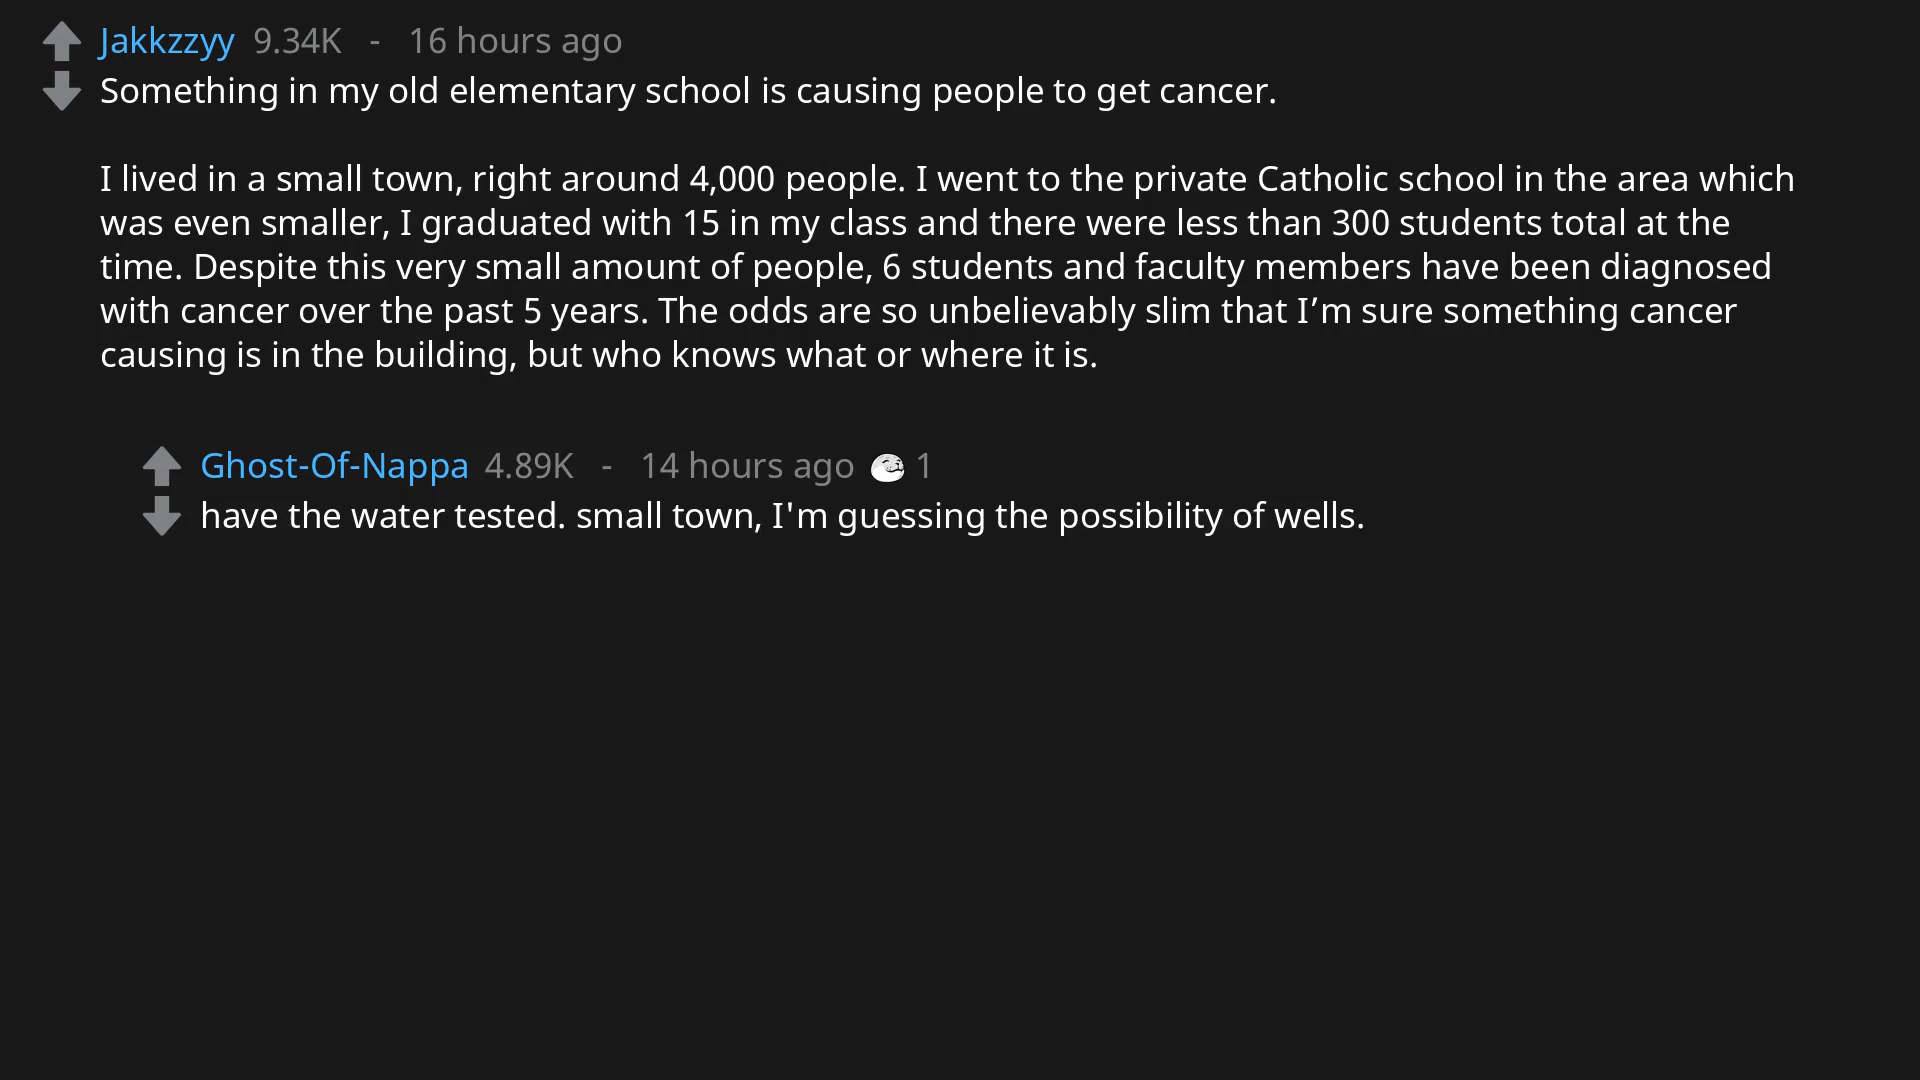 Jakkzzyy 9.34K - 16 hours ago
Something in my old elementary school is causing people to get cancer.
I lived in a small town, right around 4,000 people. I went to the private Catholic school in the area which
was even smaller, I graduated with 15 in my class and there were less than 300 students total at the
time. Despite this very small amount of people, 6 students and faculty members have been diagnosed
with cancer over the past 5 years. The odds are so unbelievably slim that I’m sure something cancer
causing is in the building, but who knows what or where it is.
Ghost-Of-Nappa 4.89K - 14 hours ago 1
have the water tested. small town, I'm guessing the possibility of wells.